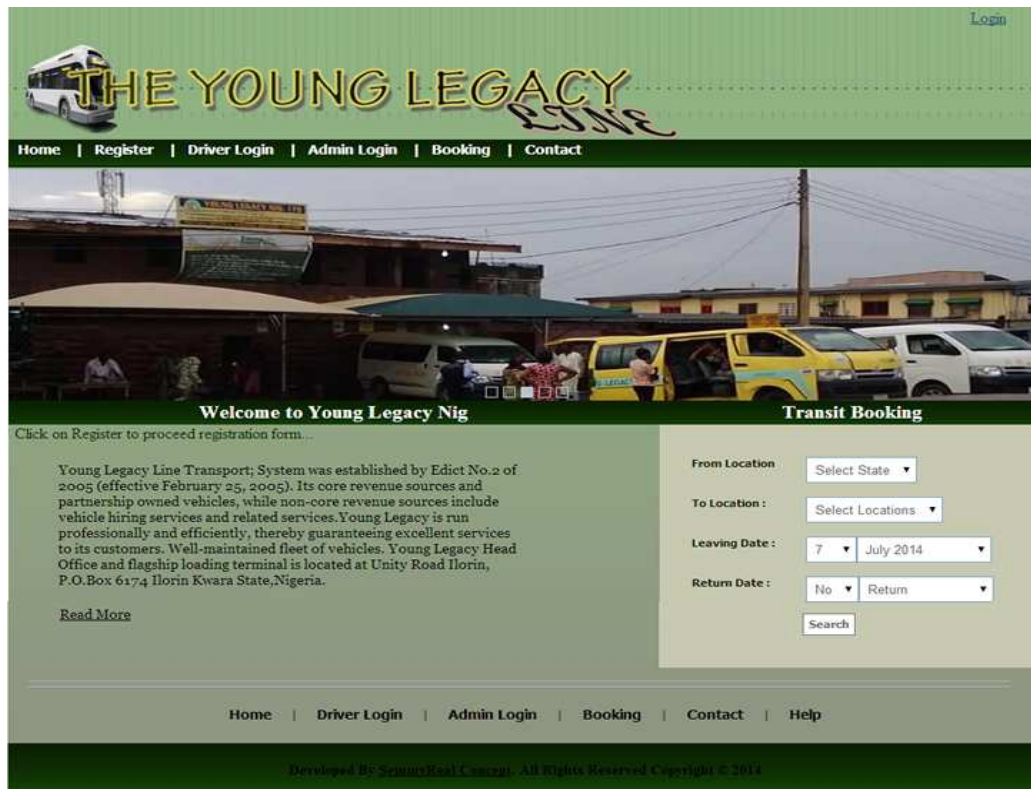 Login
THE YOUNG LEGACY
LINE
Home | Register | Driver Login | Admin Login | Booking | Contact
YOUNG LEGACY NIG. LTD
Welcome to Young Legacy Nig
Transit Booking
Click on Register to proceed registration form...
Young Legacy Line Transport; System was established by Edict No.2 of
2005 (effective February 25, 2005). Its core revenue sources and
partnership owned vehicles, while non-core revenue sources include
vehicle hiring services and related services.Young Legacy is run
professionally and efficiently, thereby guaranteeing excellent services
to its customers. Well-maintained fleet of vehicles. Young Legacy Head
Office and flagship loading terminal is located at Unity Road Ilorin,
P.O.Box 6174 Ilorin Kwara State,Nigeria.
Read More
From Location Select State
To Location : Select Locations
Leaving Date : 7 July 2014
Return Date : No Return
Search
Home | Driver Login | Admin Login | Booking | Contact | Help
Developed By Concept. All Rights Reserved Copyright © 2014